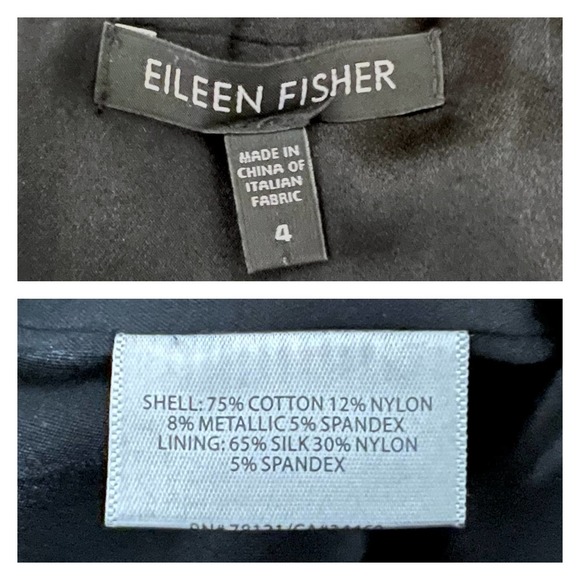 EILEEN FISHER
MADE IN
CHINA OF
ITALIAN
FABRIC
4
SHELL: 75% COTTON 12% NYLON
8% METALLIC 5% SPANDEX
LINING: 65% SILK 30% NYLON
5% SPANDEX